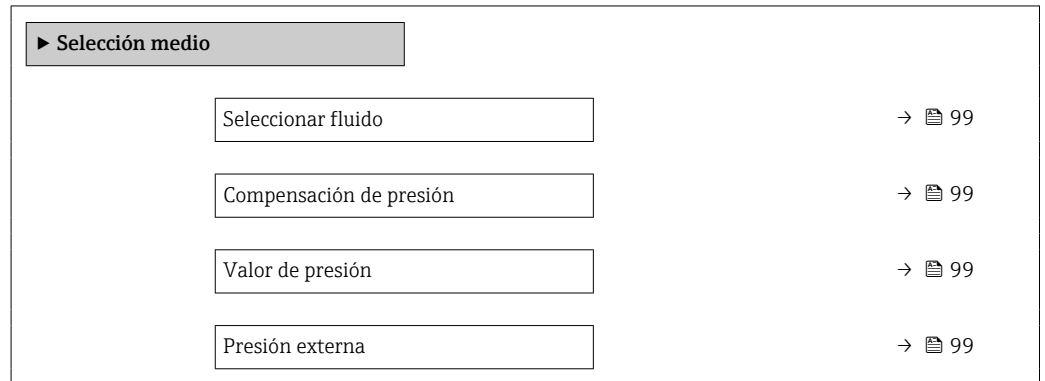 ▶ Selección medio
Seleccionar fluido → 99
Compensación de presión → 99
Valor de presión → 99
Presión externa → 99